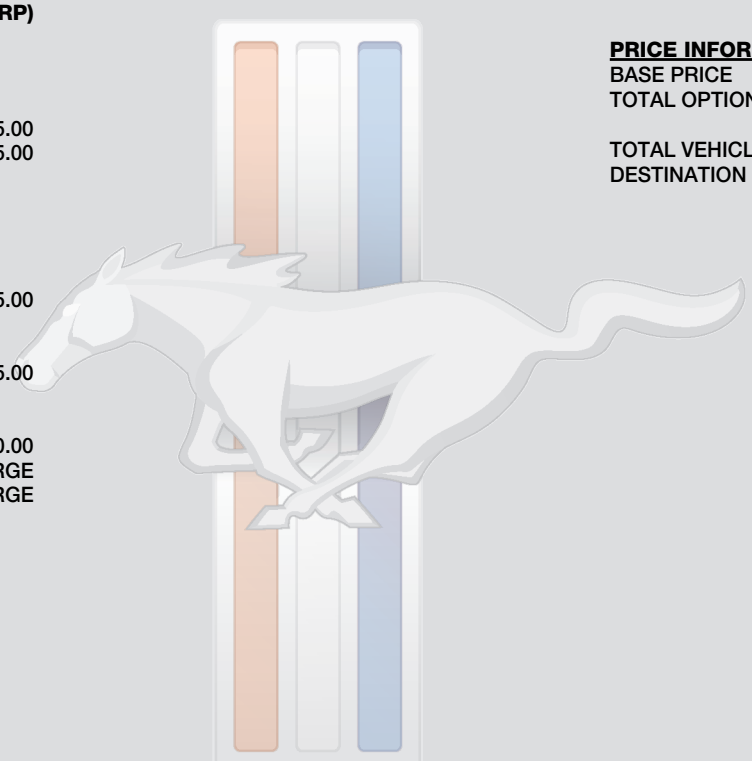 RP)
5.00
5.00
5.00
5.00
0.00
RGE
RGE
PRICE INFOR
BASE PRICE
TOTAL OPTION
TOTAL VEHICL
DESTINATION